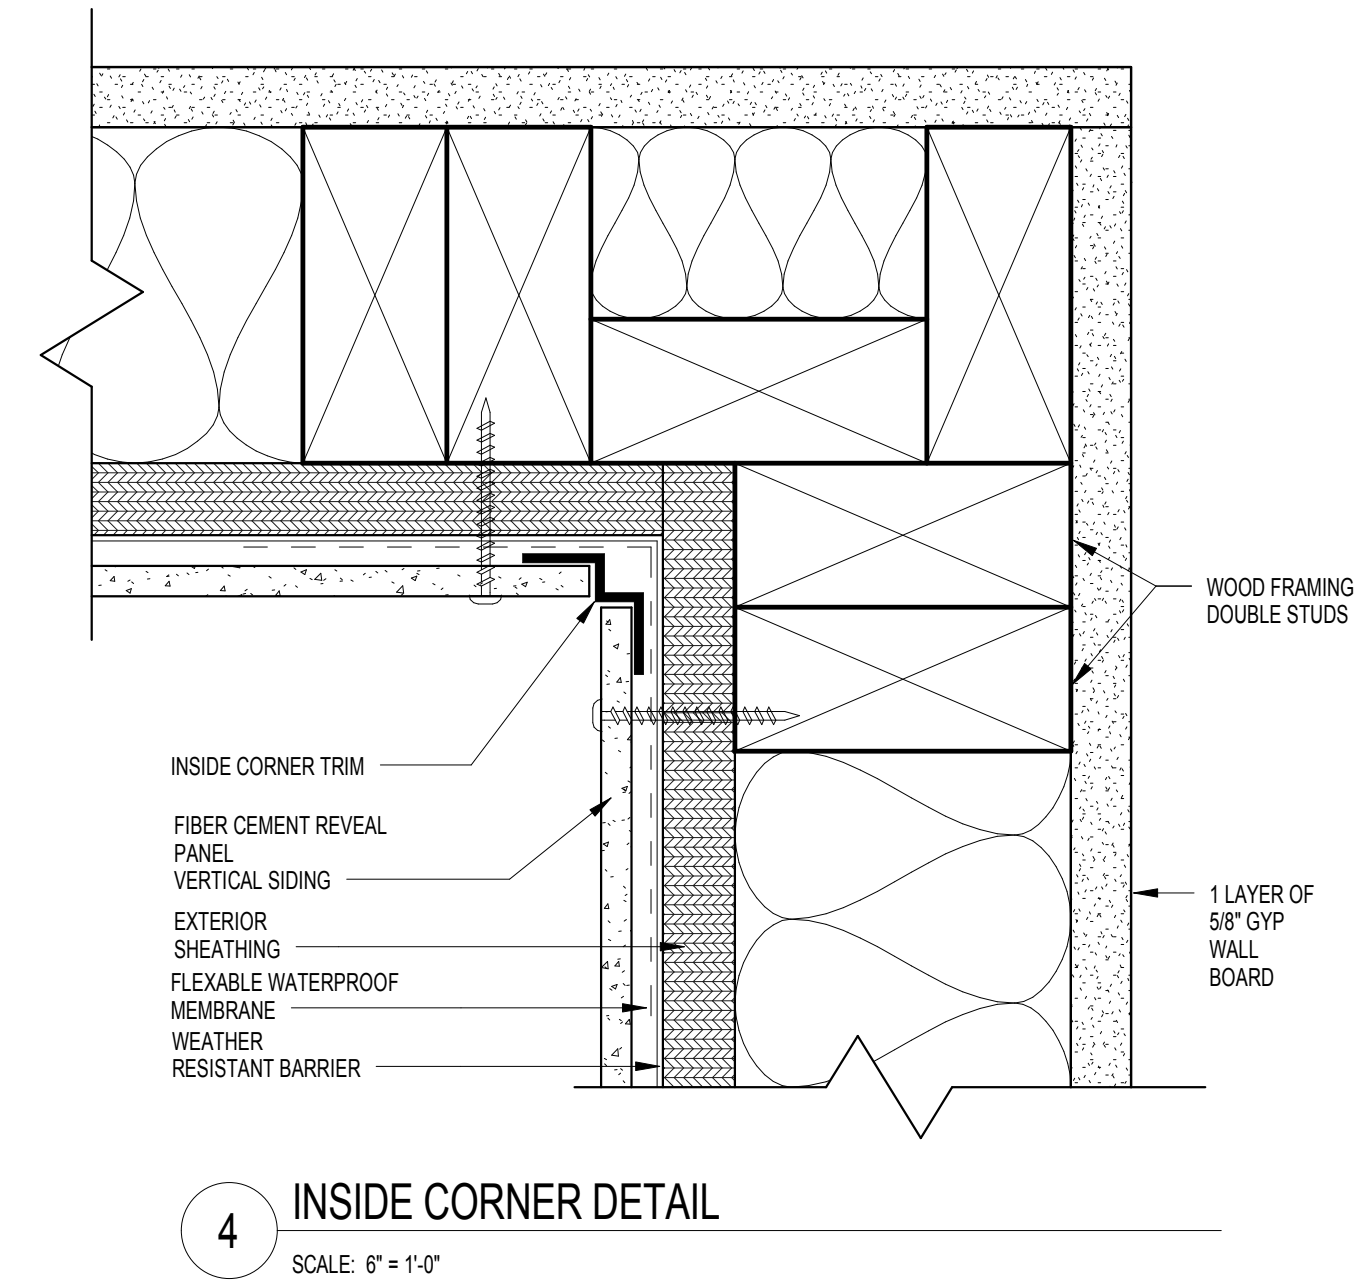 WOOD FRAMING
DOUBLE STUDS
INSIDE CORNER TRIM
FIBER CEMENT REVEAL
PANEL
VERTICAL SIDING
EXTERIOR
SHEATHING
FLEXABLE WATERPROOF
MEMBRANE
WEATHER
RESISTANT BARRIER
1 LAYER OF
5/8" GYP
WALL
BOARD
4
INSIDE CORNER DETAIL
SCALE: 6" = 1'-0"